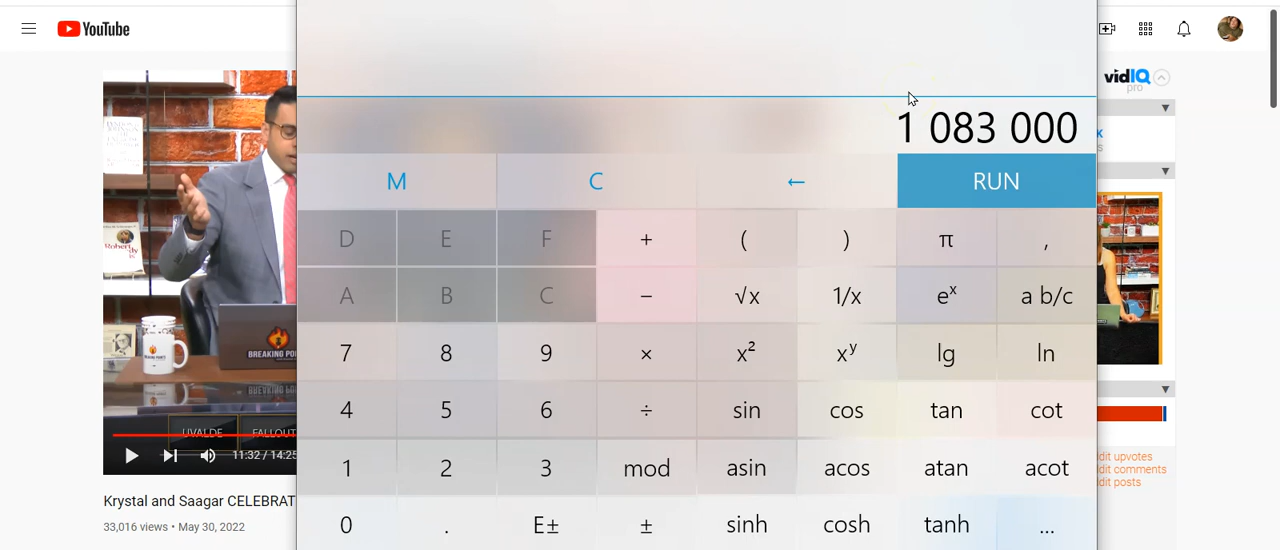 YouTube
vidIQ
pro
1 083 000
M C ← RUN
D E F + ( ) π ,
A B C − √x 1/x eˣ a b/c
7 8 9 × x² xʸ lg ln
4 5 6 ÷ sin cos tan cot
1 2 3 mod asin acos atan acot
0 . E± ± sinh cosh tanh ...
BREAKING
UVALDE FALLOUT
11:32 / 14:25
Krystal and Saagar CELEBRAT
33,016 views • May 30, 2022
dit upvotes
dit comments
dit posts